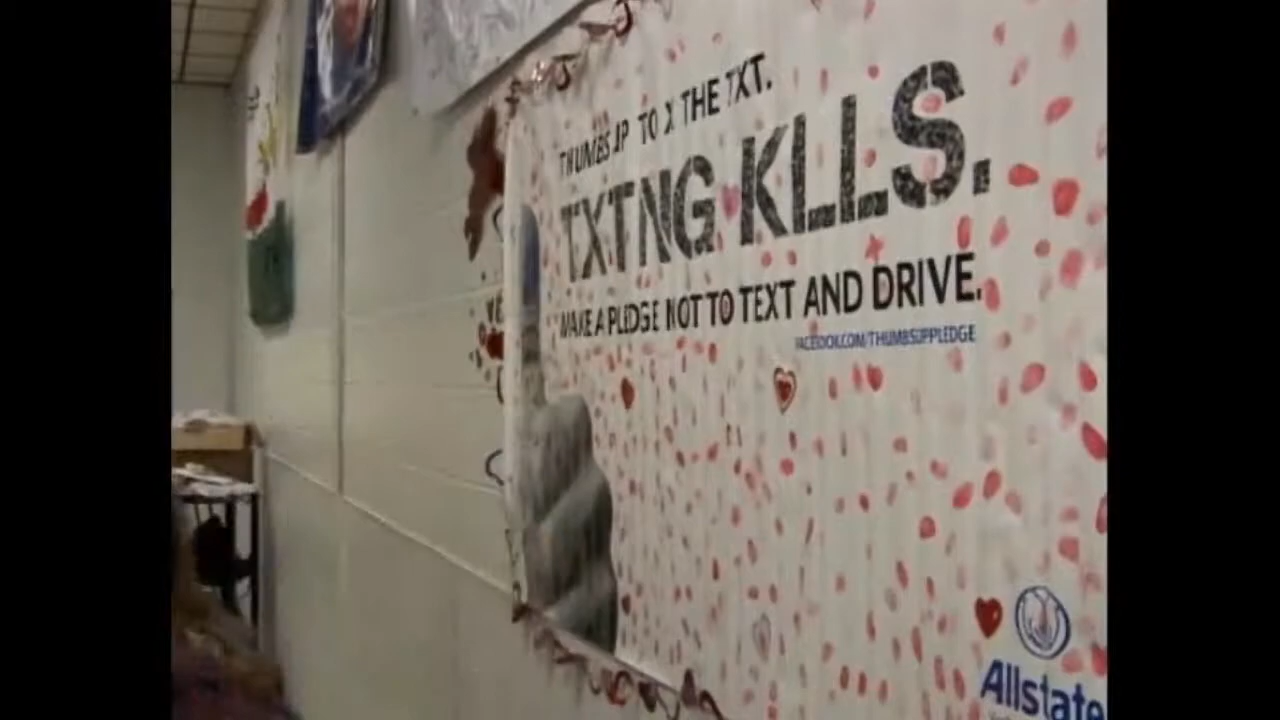 THUMBS UP TO X THE TXT.
TXTNG KLLS.
MAKE A PLEDGE NOT TO TEXT AND DRIVE.
FACEBOOK.COM/THUMBSUPPLEDGE
Allstate